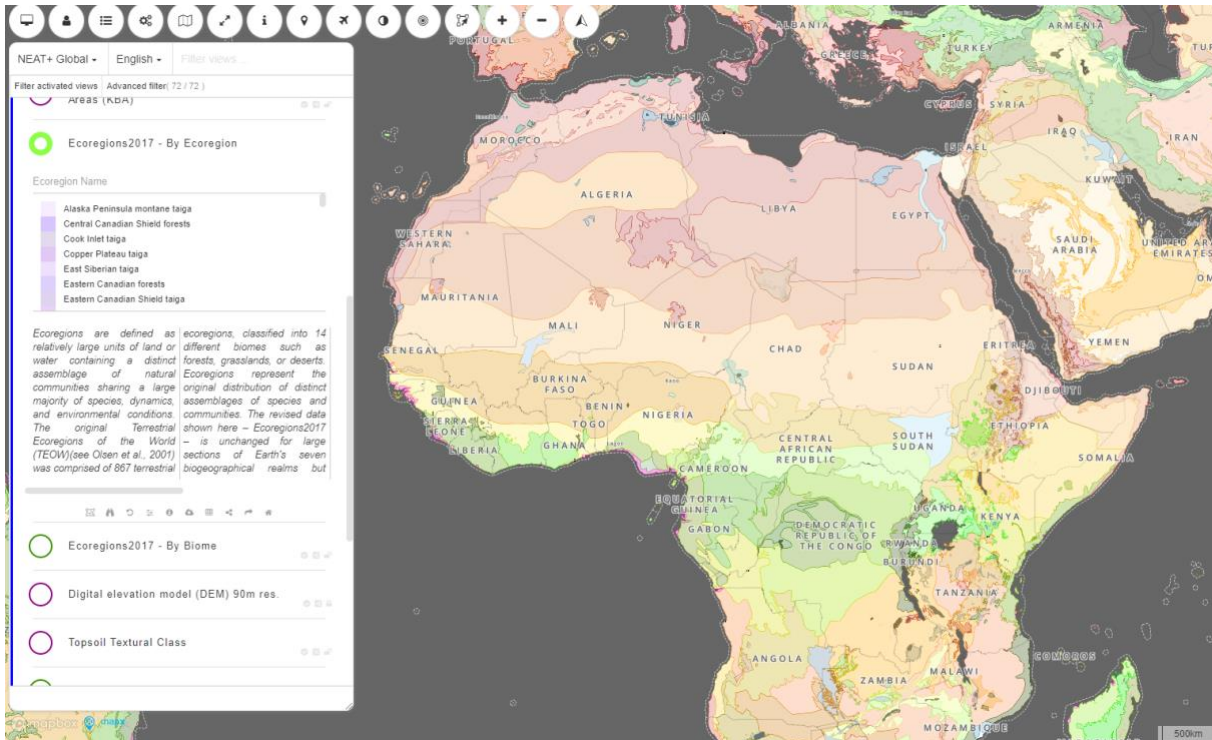 NEAT+ Global
English
Filter views ...
Filter activated views
Advanced filter( 72 / 72 )
Areas (KBA)
Ecoregions2017 - By Ecoregion
Ecoregion Name
Alaska Peninsula montane taiga
Central Canadian Shield forests
Cook Inlet taiga
Copper Plateau taiga
East Siberian taiga
Eastern Canadian forests
Eastern Canadian Shield taiga
Ecoregions are defined as
relatively large units of land or
water containing a distinct
assemblage of natural
communities sharing a large
majority of species, dynamics,
and environmental conditions.
The original Terrestrial
Ecoregions of the World
(TEOW)(see Olsen et al., 2001)
was comprised of 867 terrestrial
ecoregions, classified into 14
different biomes such as
forests, grasslands, or deserts.
Ecoregions represent the
original distribution of distinct
assemblages of species and
communities. The revised data
shown here – Ecoregions2017
– is unchanged for large
sections of Earth's seven
biogeographical realms but
Ecoregions2017 - By Biome
Digital elevation model (DEM) 90m res.
Topsoil Textural Class
mapbox
mapx
PORTUGAL
ALBANIA
GREECE
TURKEY
ARMENIA
CYPRUS
SYRIA
TUNISIA
MOROCCO
ISRAEL
IRAQ
IRAN
KUWAIT
ALGERIA
LIBYA
EGYPT
WESTERN
SAHARA
SAUDI
ARABIA
UNITED AR
EMIRATES
OM
MAURITANIA
MALI
NIGER
CHAD
SUDAN
ERITREA
YEMEN
SENEGAL
BURKINA
FASO
DJIBOUTI
GUINEA
BENIN
NIGERIA
SIERRA
LEONE
TOGO
ETHIOPIA
LIBERIA
GHANA
CENTRAL
AFRICAN
REPUBLIC
SOUTH
SUDAN
SOMALIA
CAMEROON
EQUATORIAL
GUINEA
GABON
UGANDA
KENYA
DEMOCRATIC
REPUBLIC OF
THE CONGO
RWANDA
BURUNDI
TANZANIA
ANGOLA
ZAMBIA
MALAWI
COMOROS
MOZAMBIQUE
500km